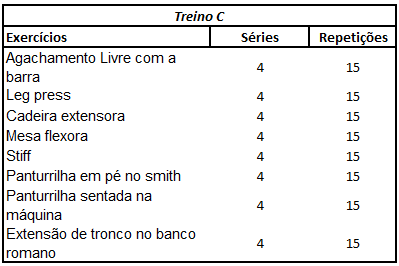 Treino C
Exercícios Séries Repetições
Agachamento Livre com a
barra 4 15
Leg press 4 15
Cadeira extensora 4 15
Mesa flexora 4 15
Stiff 4 15
Panturrilha em pé no smith 4 15
Panturrilha sentada na
máquina 4 15
Extensão de tronco no banco
romano 4 15